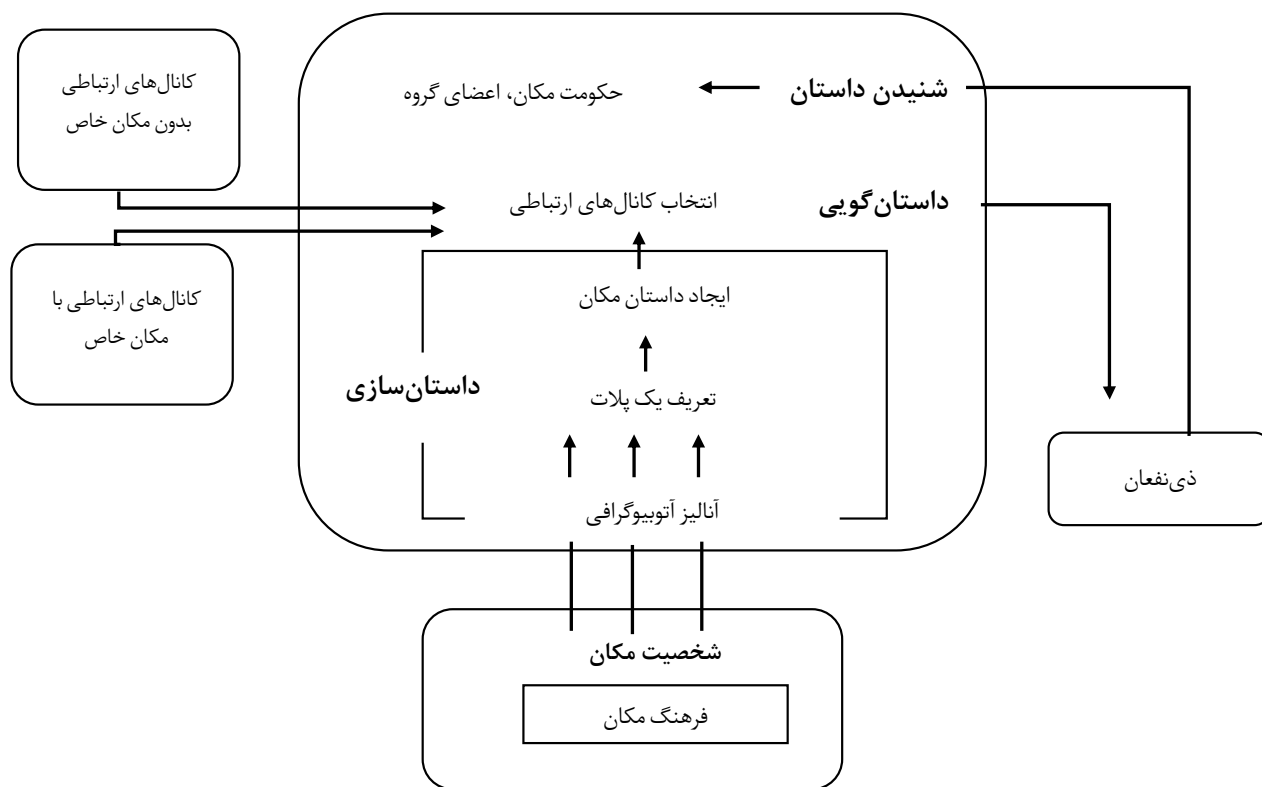 کانال‌های ارتباطی
بدون مکان خاص
شنیدن داستان
حکومت مکان، اعضای گروه
داستان‌گویی
انتخاب کانال‌های ارتباطی
کانال‌های ارتباطی با
مکان خاص
ایجاد داستان مکان
داستان‌سازی
تعریف یک پلات
ذی‌نفعان
آنالیز آتوبیوگرافی
شخصیت مکان
فرهنگ مکان